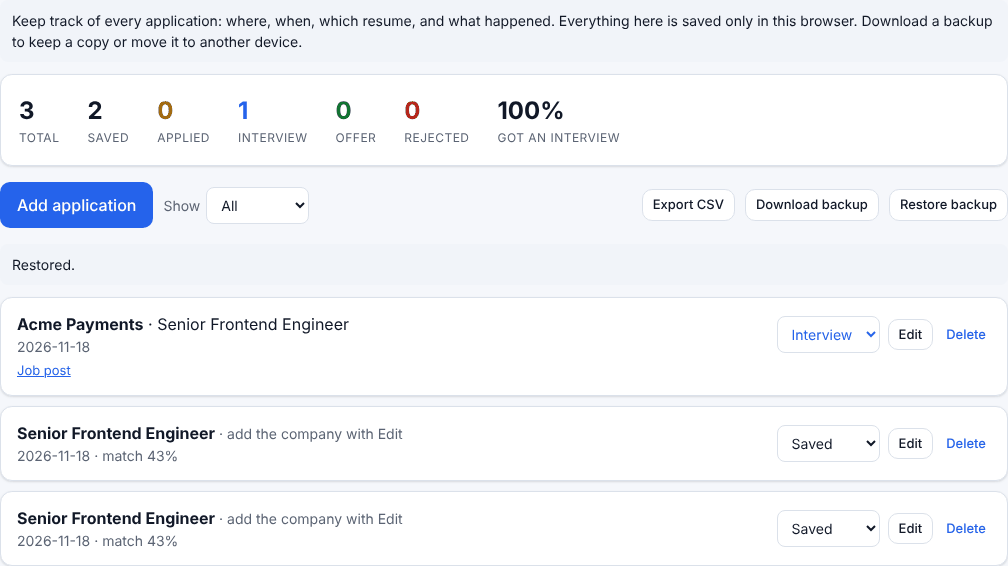 Keep track of every application: where, when, which resume, and what happened. Everything here is saved only in this browser. Download a backup
to keep a copy or move it to another device.
3 2 0 1 0 0 100%
TOTAL SAVED APPLIED INTERVIEW OFFER REJECTED GOT AN INTERVIEW
Add application Show All Export CSV Download backup Restore backup
Restored.
Acme Payments · Senior Frontend Engineer
2026-11-18
Job post
Interview Edit Delete
Senior Frontend Engineer · add the company with Edit
2026-11-18 · match 43%
Saved Edit Delete
Senior Frontend Engineer · add the company with Edit
2026-11-18 · match 43%
Saved Edit Delete